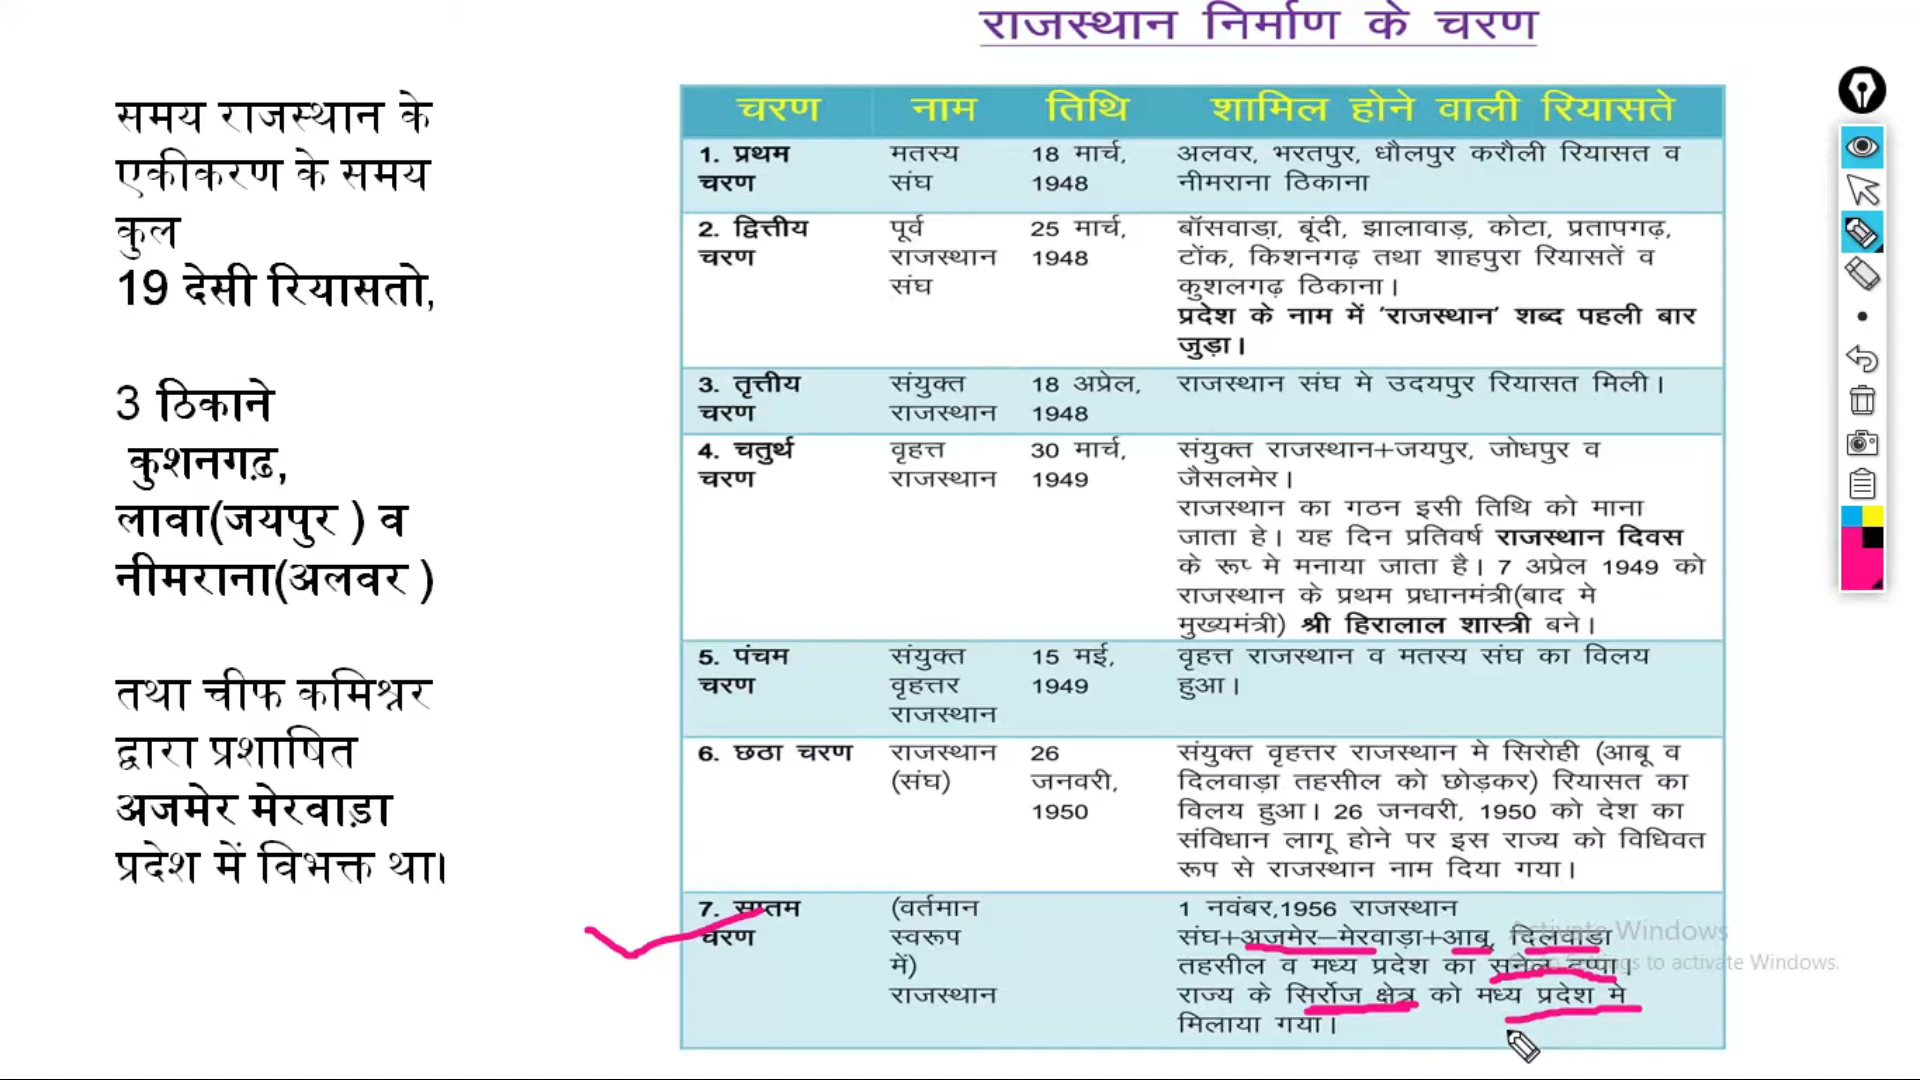 राजस्थान निर्माण के चरण
समय राजस्थान के
एकीकरण के समय
कुल
19 देसी रियासतो,
3 ठिकाने
कुशनगढ़,
लावा(जयपुर ) व
नीमराना(अलवर )
तथा चीफ कमिश्नर
द्वारा प्रशाषित
अजमेर मेरवाड़ा
प्रदेश में विभक्त था।
चरण नाम तिथि शामिल होने वाली रियासते
1. प्रथम मतस्य 18 मार्च, अलवर, भरतपुर, धौलपुर करौली रियासत व
चरण संघ 1948 नीमराना ठिकाना
2. द्वित्तीय पूर्व 25 मार्च, बॉसवाडा़, बूंदी, झालावाड़, कोटा, प्रतापगढ़,
चरण राजस्थान 1948 टोंक, किशनगढ़ तथा शाहपुरा रियासतें व
संघ कुशलगढ़ ठिकाना।
प्रदेश के नाम में 'राजस्थान' शब्द पहली बार
जुड़ा।
3. तृत्तीय संयुक्त 18 अप्रेल, राजस्थान संघ मे उदयपुर रियासत मिली।
चरण राजस्थान 1948
4. चतुर्थ वृहत्त 30 मार्च, संयुक्त राजस्थान+जयपुर, जोधपुर व
चरण राजस्थान 1949 जैसलमेर।
राजस्थान का गठन इसी तिथि को माना
जाता हे। यह दिन प्रतिवर्ष राजस्थान दिवस
के रूप मे मनाया जाता है। 7 अप्रेल 1949 को
राजस्थान के प्रथम प्रधानमंत्री(बाद मे
मुख्यमंत्री) श्री हिरालाल शास्त्री बने।
5. पंचम संयुक्त 15 मई, वृहत्त राजस्थान व मतस्य संघ का विलय
चरण वृहत्तर 1949 हुआ।
राजस्थान
6. छठा चरण राजस्थान 26 संयुक्त वृहत्तर राजस्थान मे सिरोही (आबू व
(संघ) जनवरी, दिलवाड़ा तहसील को छोड़कर) रियासत का
1950 विलय हुआ। 26 जनवरी, 1950 को देश का
संविधान लागू होने पर इस राज्य को विधिवत
रूप से राजस्थान नाम दिया गया।
7. सप्तम (वर्तमान 1 नवंबर,1956 राजस्थान
चरण स्वरूप संघ+अजमेर–मेरवाड़ा+आबू, दिलवाडा
में) तहसील व मध्य प्रदेश का सुनेल टप्पा।
राजस्थान राज्य के सिरोंज क्षेत्र को मध्य प्रदेश मे
मिलाया गया।
Activate Windows
Go to Settings to activate Windows.